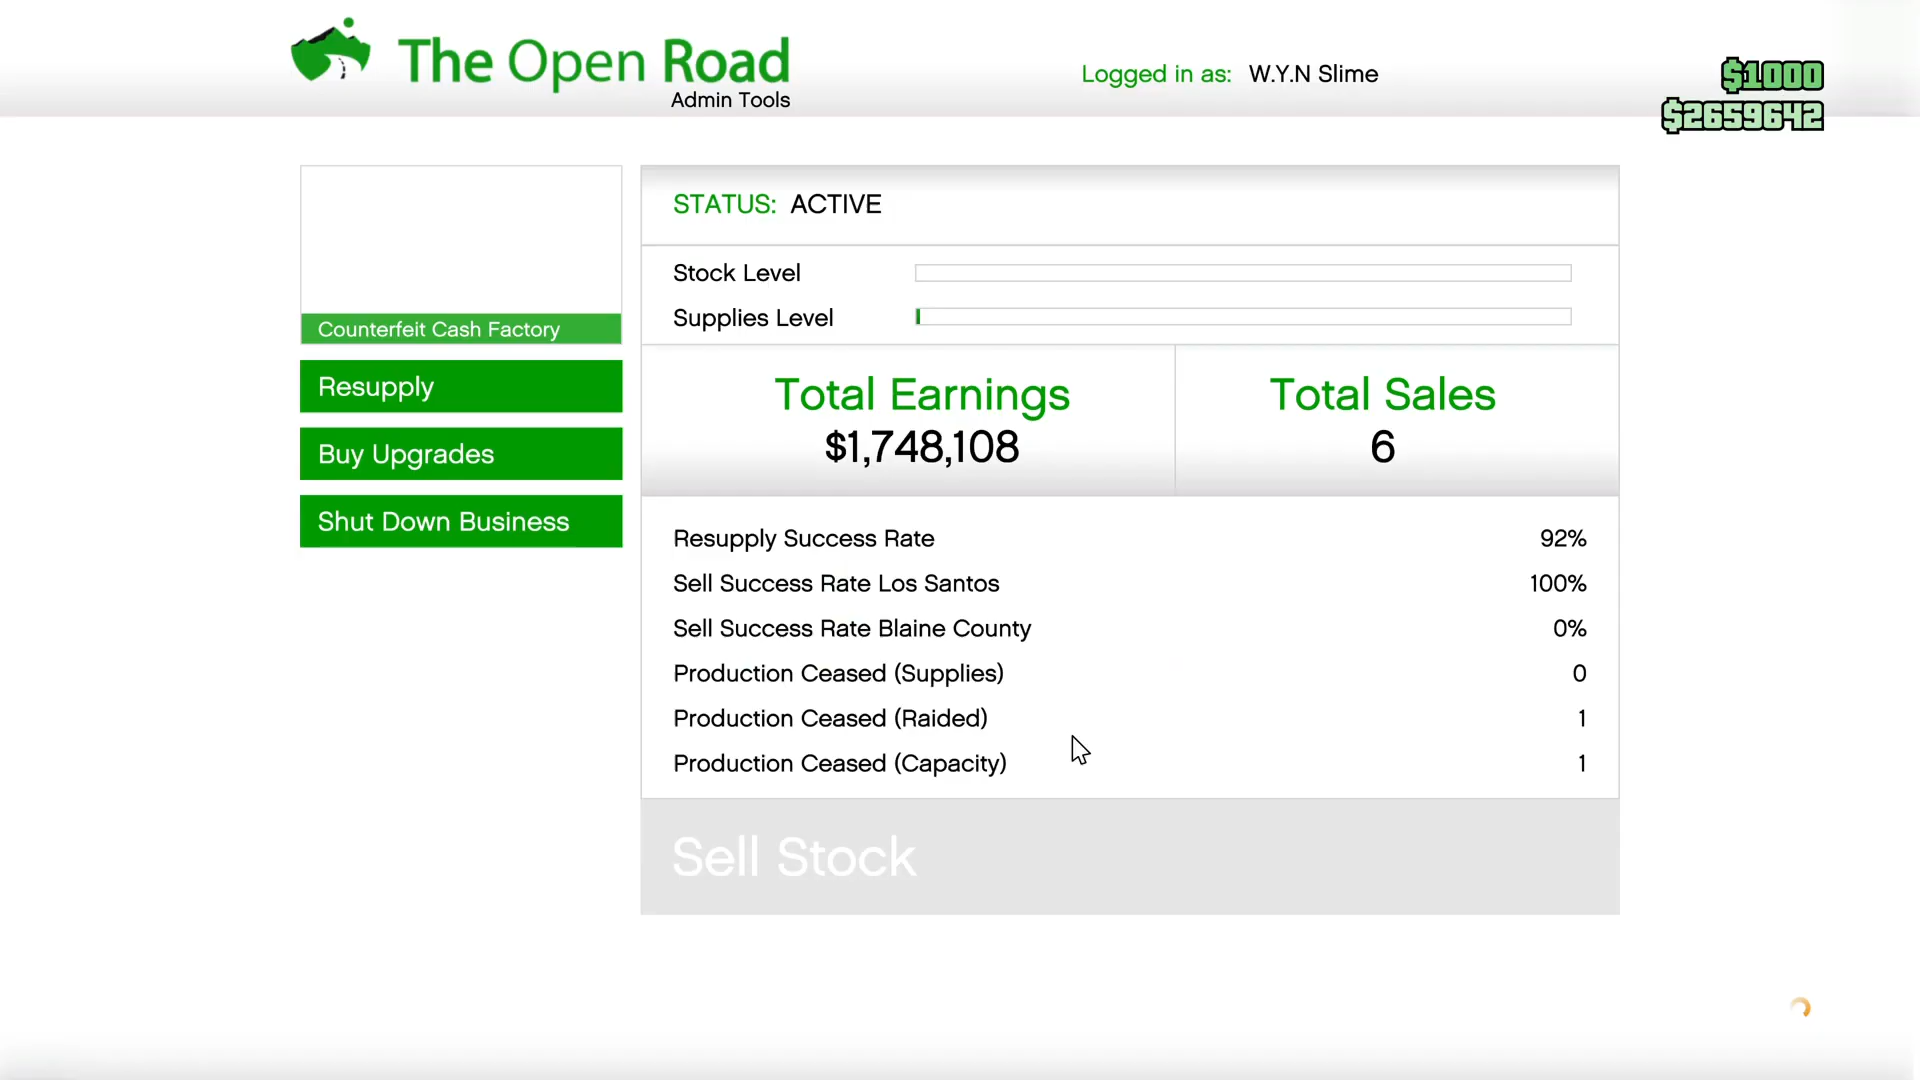 The Open Road
Admin Tools
Logged in as: W.Y.N Slime
$1000
$2659642
Counterfeit Cash Factory
Resupply
Buy Upgrades
Shut Down Business
STATUS: ACTIVE
Stock Level
Supplies Level
Total Earnings
$1,748,108
Total Sales
6
Resupply Success Rate 92%
Sell Success Rate Los Santos 100%
Sell Success Rate Blaine County 0%
Production Ceased (Supplies) 0
Production Ceased (Raided) 1
Production Ceased (Capacity) 1
Sell Stock